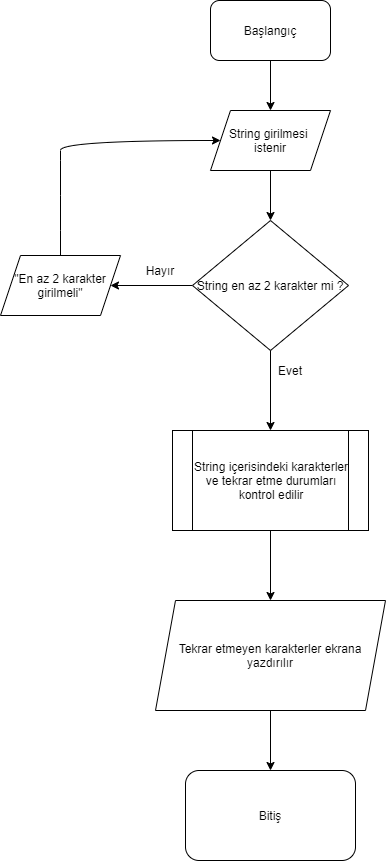 Başlangıç
String girilmesi
istenir
String en az 2 karakter mi ?
Hayır
"En az 2 karakter
girilmeli"
Evet
String içerisindeki karakterler
ve tekrar etme durumları
kontrol edilir
Tekrar etmeyen karakterler ekrana
yazdırılır
Bitiş